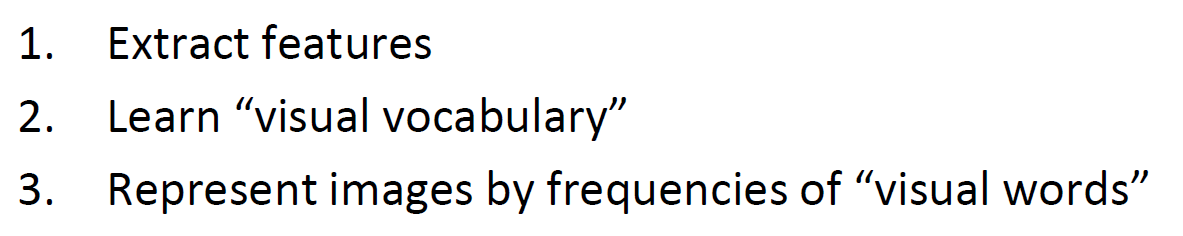 1. Extract features
2. Learn “visual vocabulary”
3. Represent images by frequencies of “visual words”